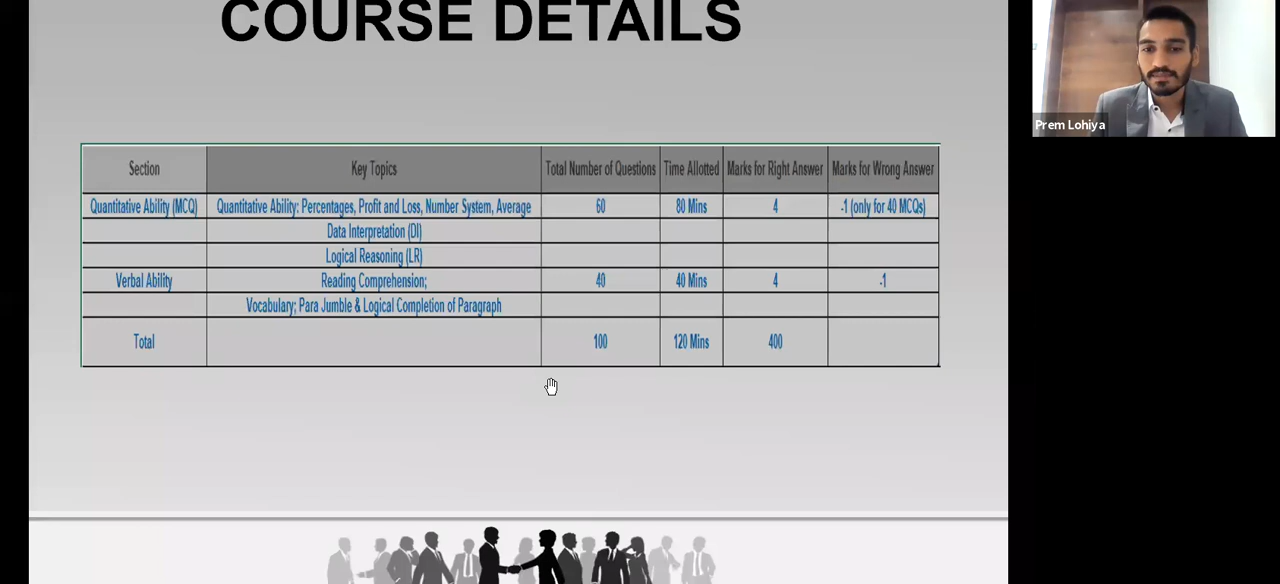 COURSE DETAILS
Prem Lohiya
Section Key Topics Total Number of Questions Time Allotted Marks for Right Answer Marks for Wrong Answer
Quantitative Ability (MCQ) Quantitative Ability: Percentages, Profit and Loss, Number System, Average 60 80 Mins 4 -1 (only for 40 MCQs)
Data Interpretation (DI)
Logical Reasoning (LR)
Verbal Ability Reading Comprehension; 40 40 Mins 4 -1
Vocabulary; Para Jumble & Logical Completion of Paragraph
Total 100 120 Mins 400